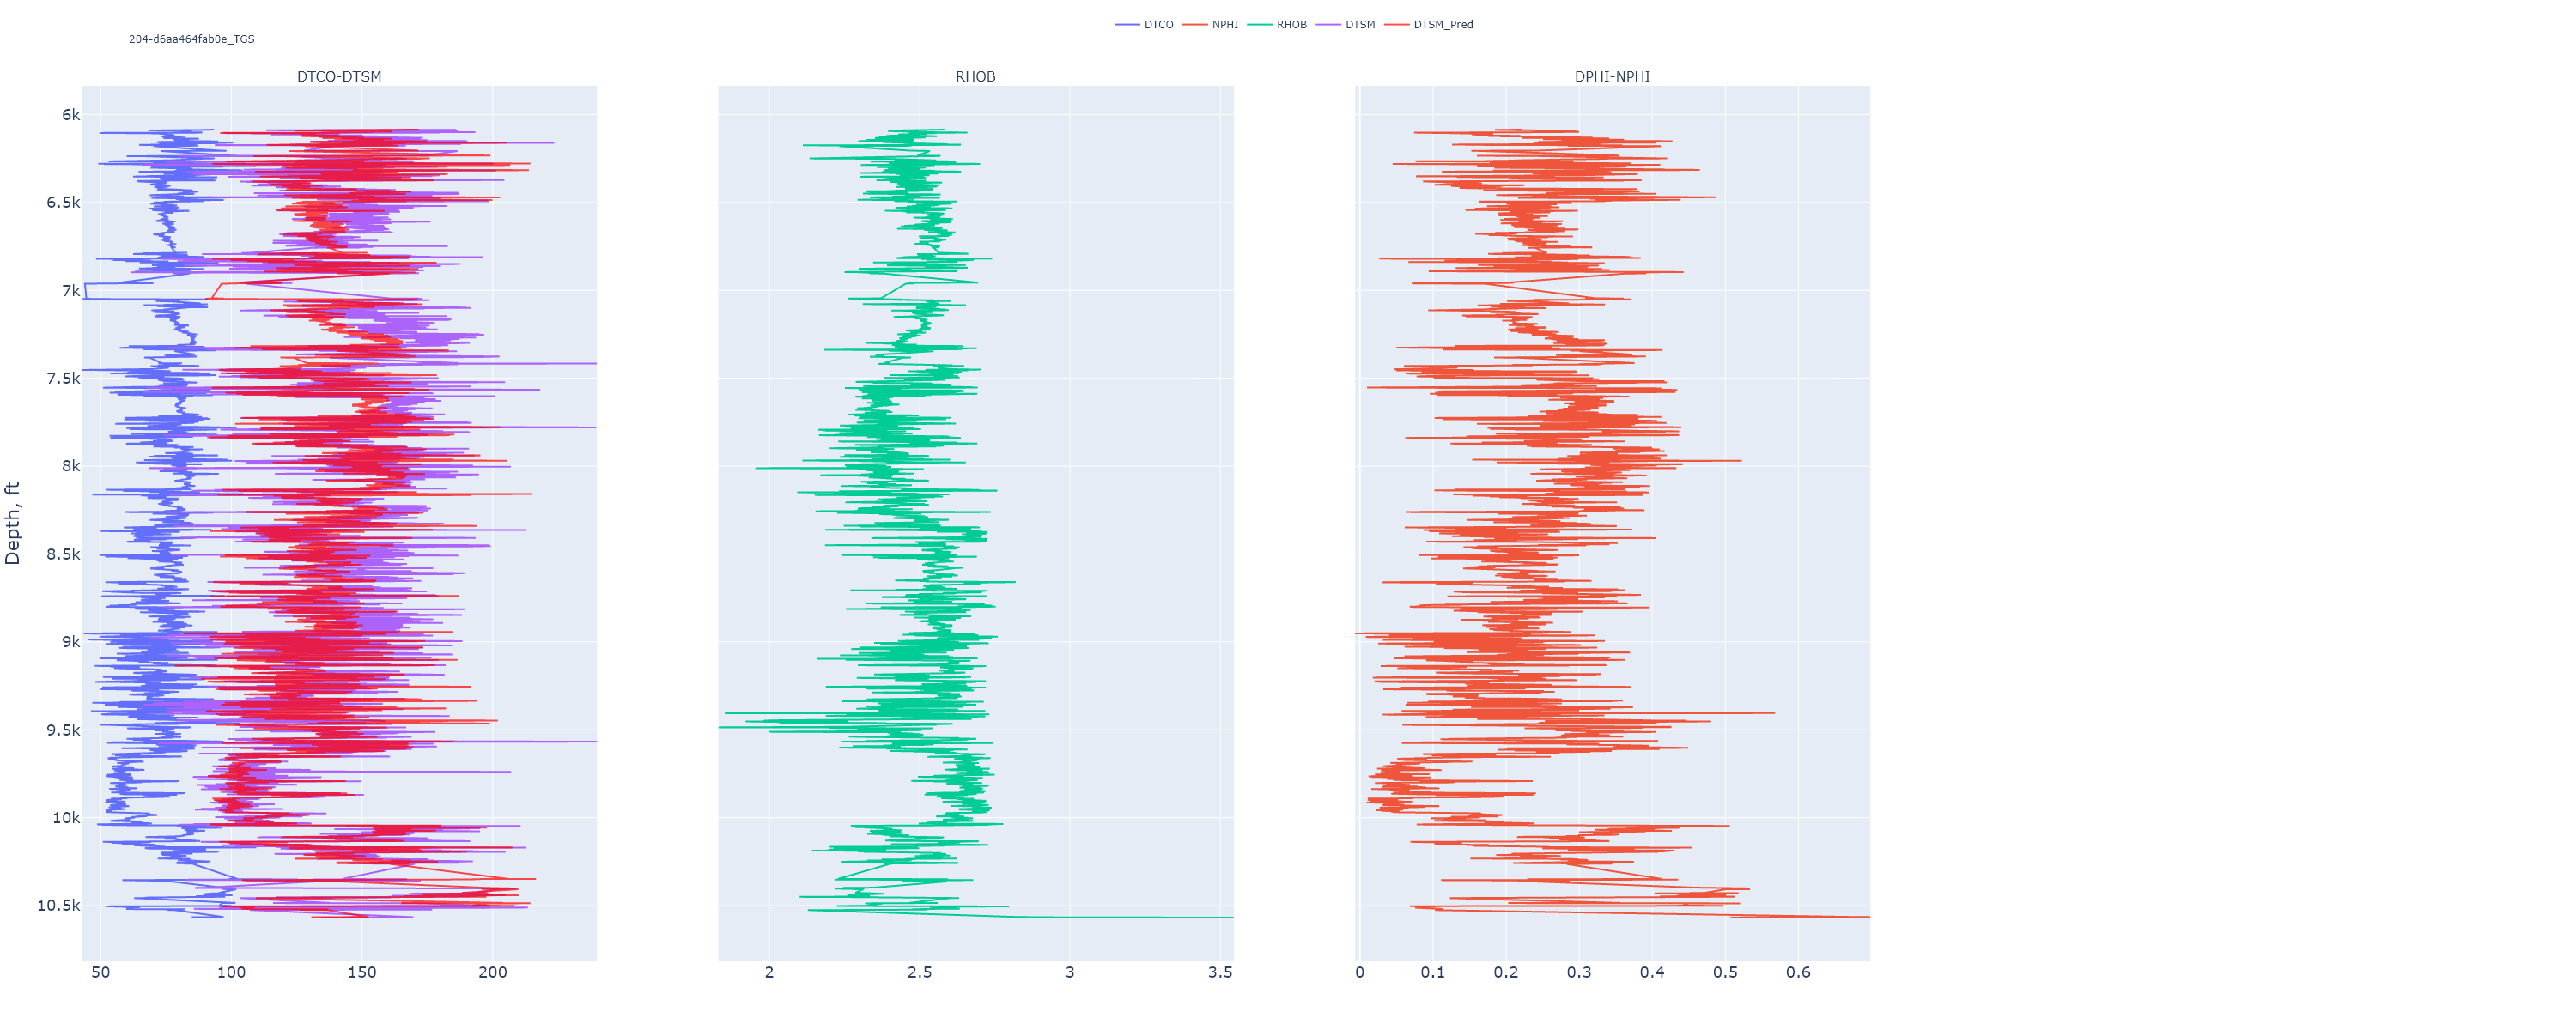 DTCO NPHI RHOB DTSM DTSM_Pred
204-d6aa464fab0e_TGS
DTCO-DTSM RHOB DPHI-NPHI
Depth, ft
6k
6.5k
7k
7.5k
8k
8.5k
9k
9.5k
10k
10.5k
50 100 150 200
2 2.5 3 3.5
0 0.1 0.2 0.3 0.4 0.5 0.6